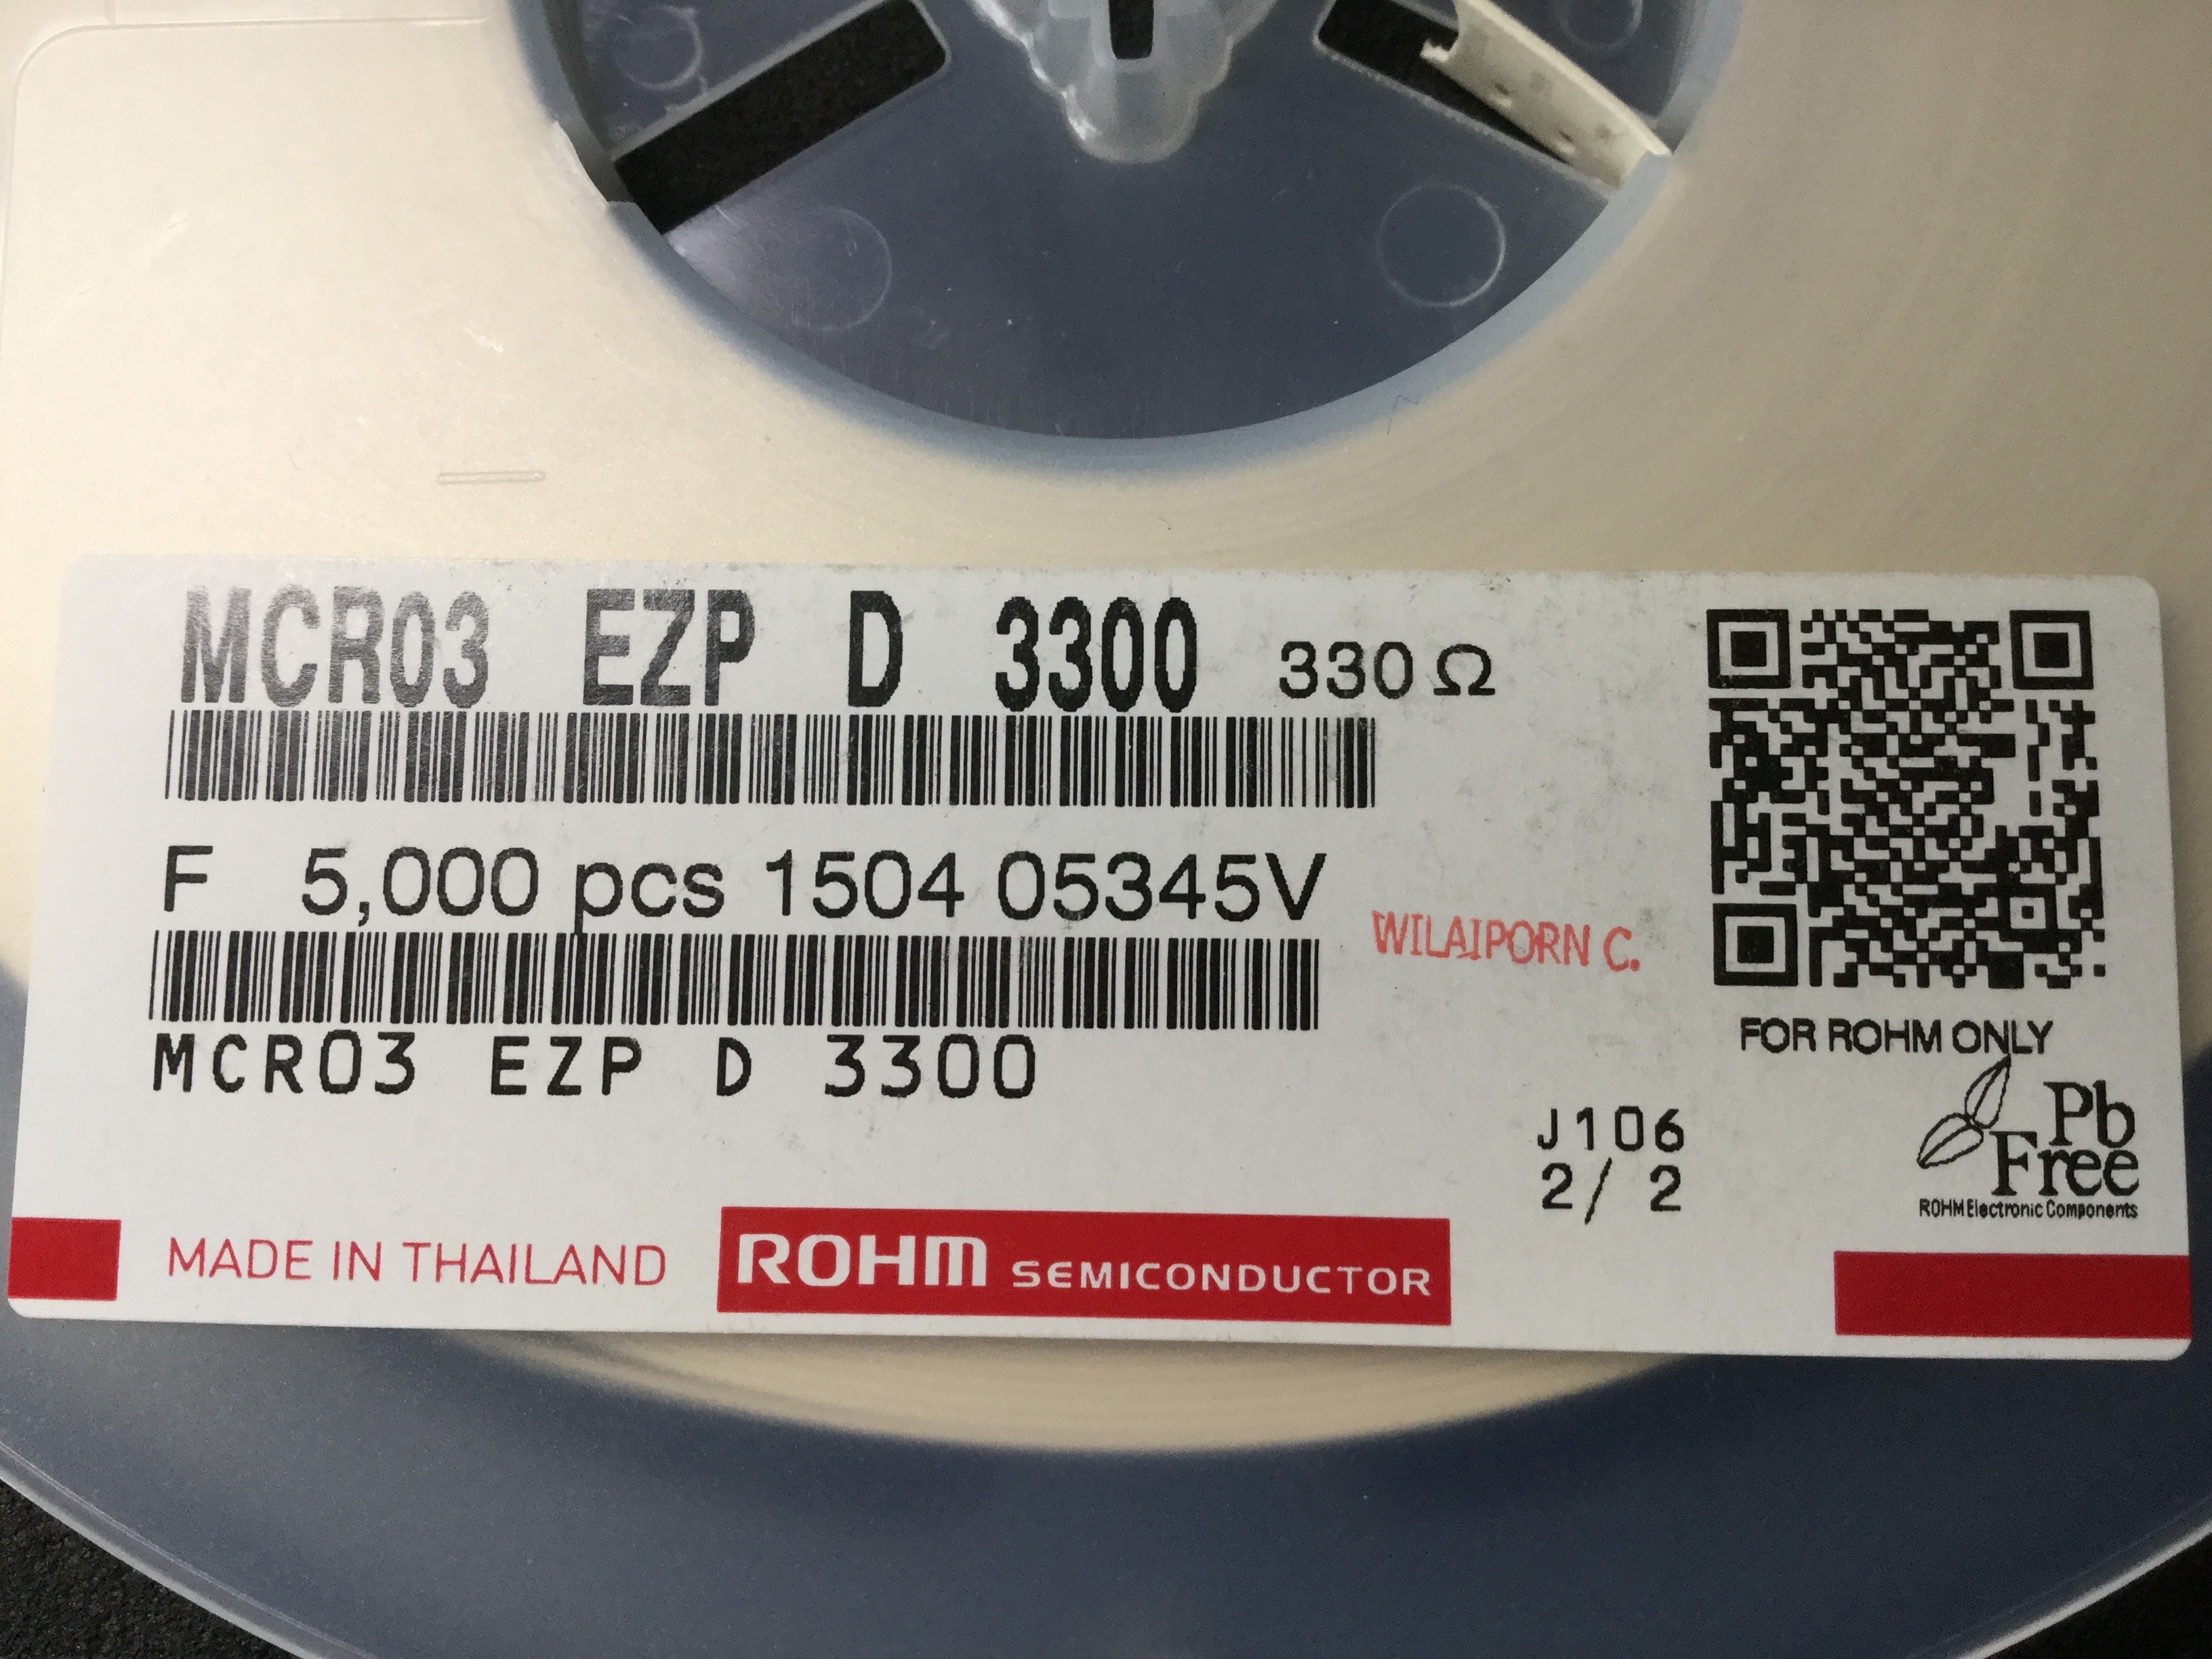 MCR03 EZP D 3300 330Ω
F 5,000 pcs 1504 05345V
WILAIPORN C.
MCR03 EZP D 3300
FOR ROHM ONLY
J106
2/ 2
Pb
Free
ROHM Electronic Components
MADE IN THAILAND
ROHM SEMICONDUCTOR